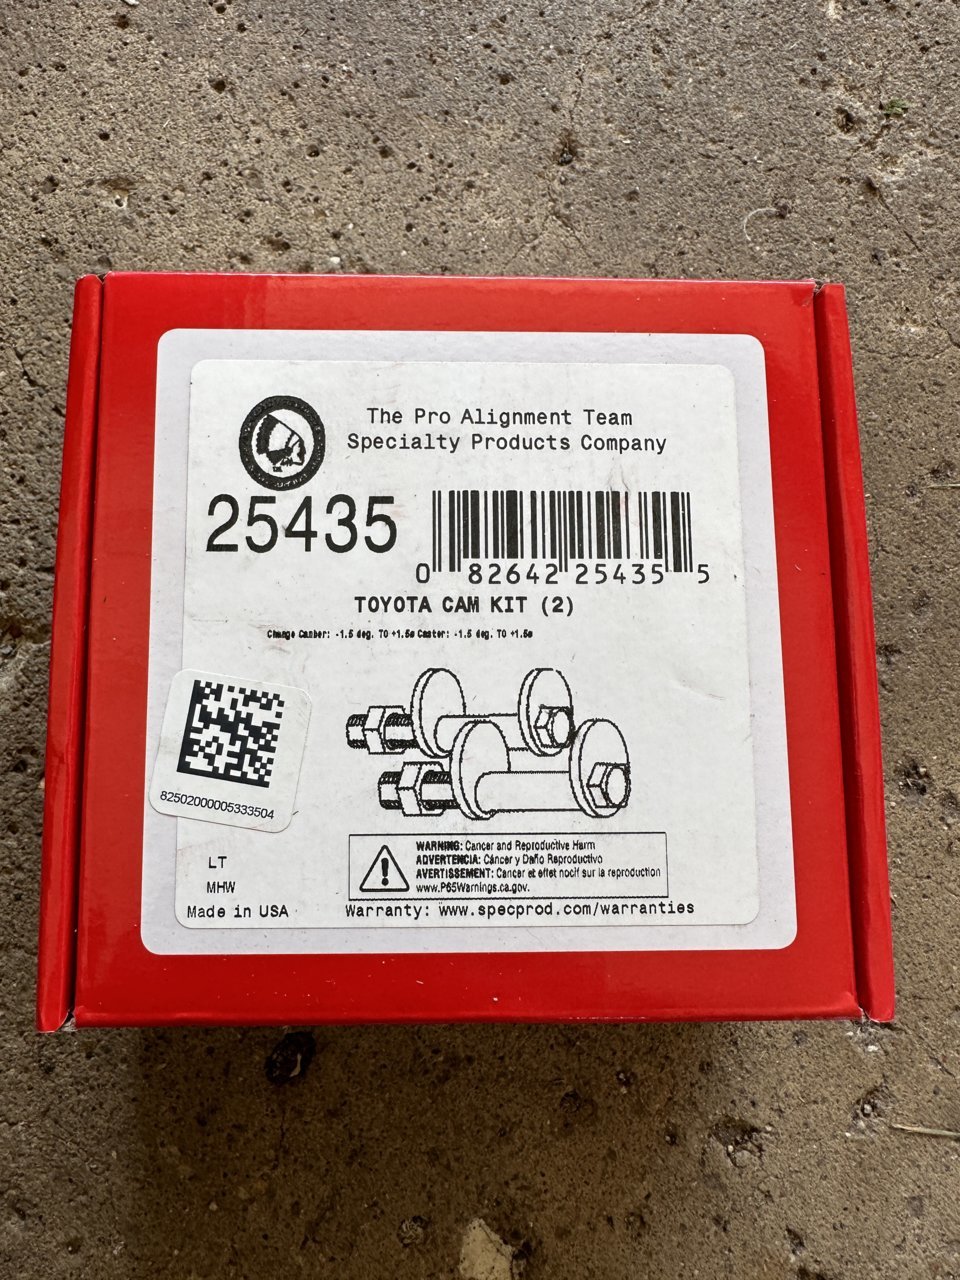 The Pro Alignment Team
Specialty Products Company
25435
0 82642 25435 5
TOYOTA CAM KIT (2)
Change Camber: -1.5 deg. TO +1.5ø Caster: -1.5 deg. TO +1.5ø
82502000005333504
WARNING: Cancer and Reproductive Harm
ADVERTENCIA: Cáncer y Daño Reproductivo
AVERTISSEMENT: Cancer et effet nocif sur la reproduction
www.P65Warnings.ca.gov.
LT
MHW
Made in USA
Warranty: www.specprod.com/warranties